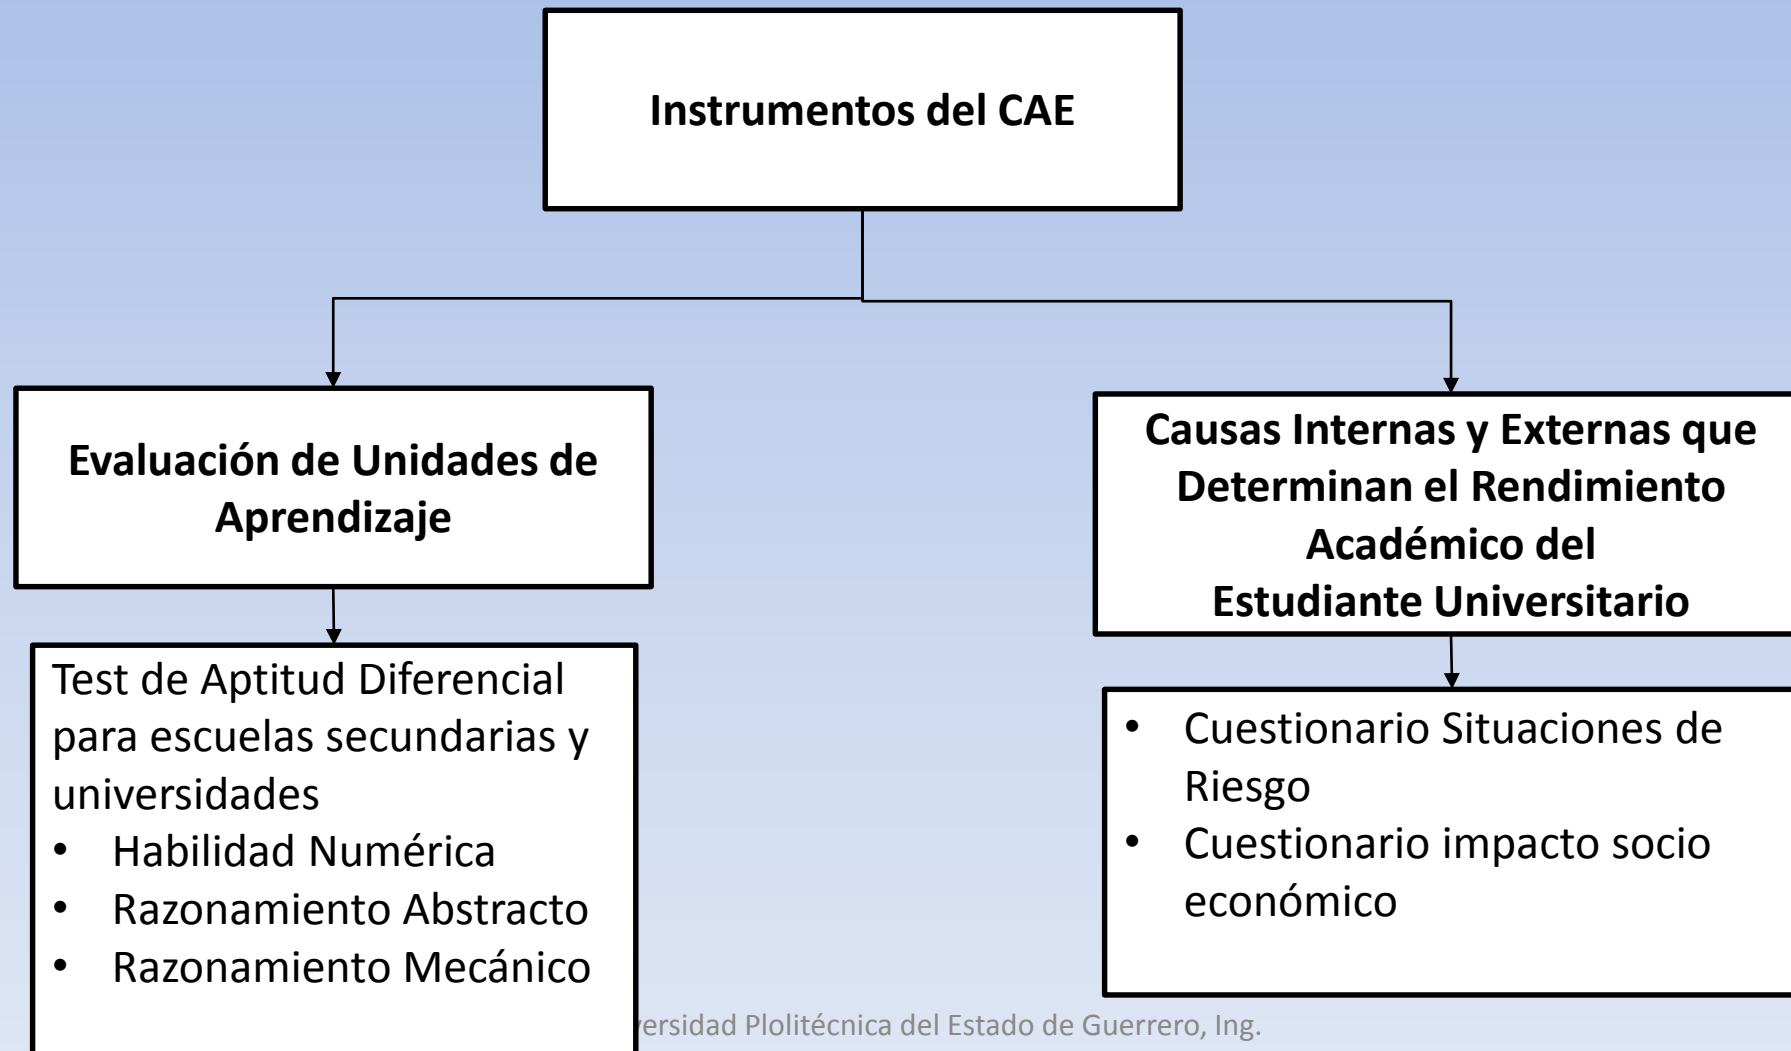 Instrumentos del CAE
Evaluación de Unidades de
Aprendizaje
Causas Internas y Externas que
Determinan el Rendimiento
Académico del
Estudiante Universitario
Test de Aptitud Diferencial
para escuelas secundarias y
universidades
• Habilidad Numérica
• Razonamiento Abstracto
• Razonamiento Mecánico
• Cuestionario Situaciones de
Riesgo
• Cuestionario impacto socio
económico
versidad Plolitécnica del Estado de Guerrero, Ing.